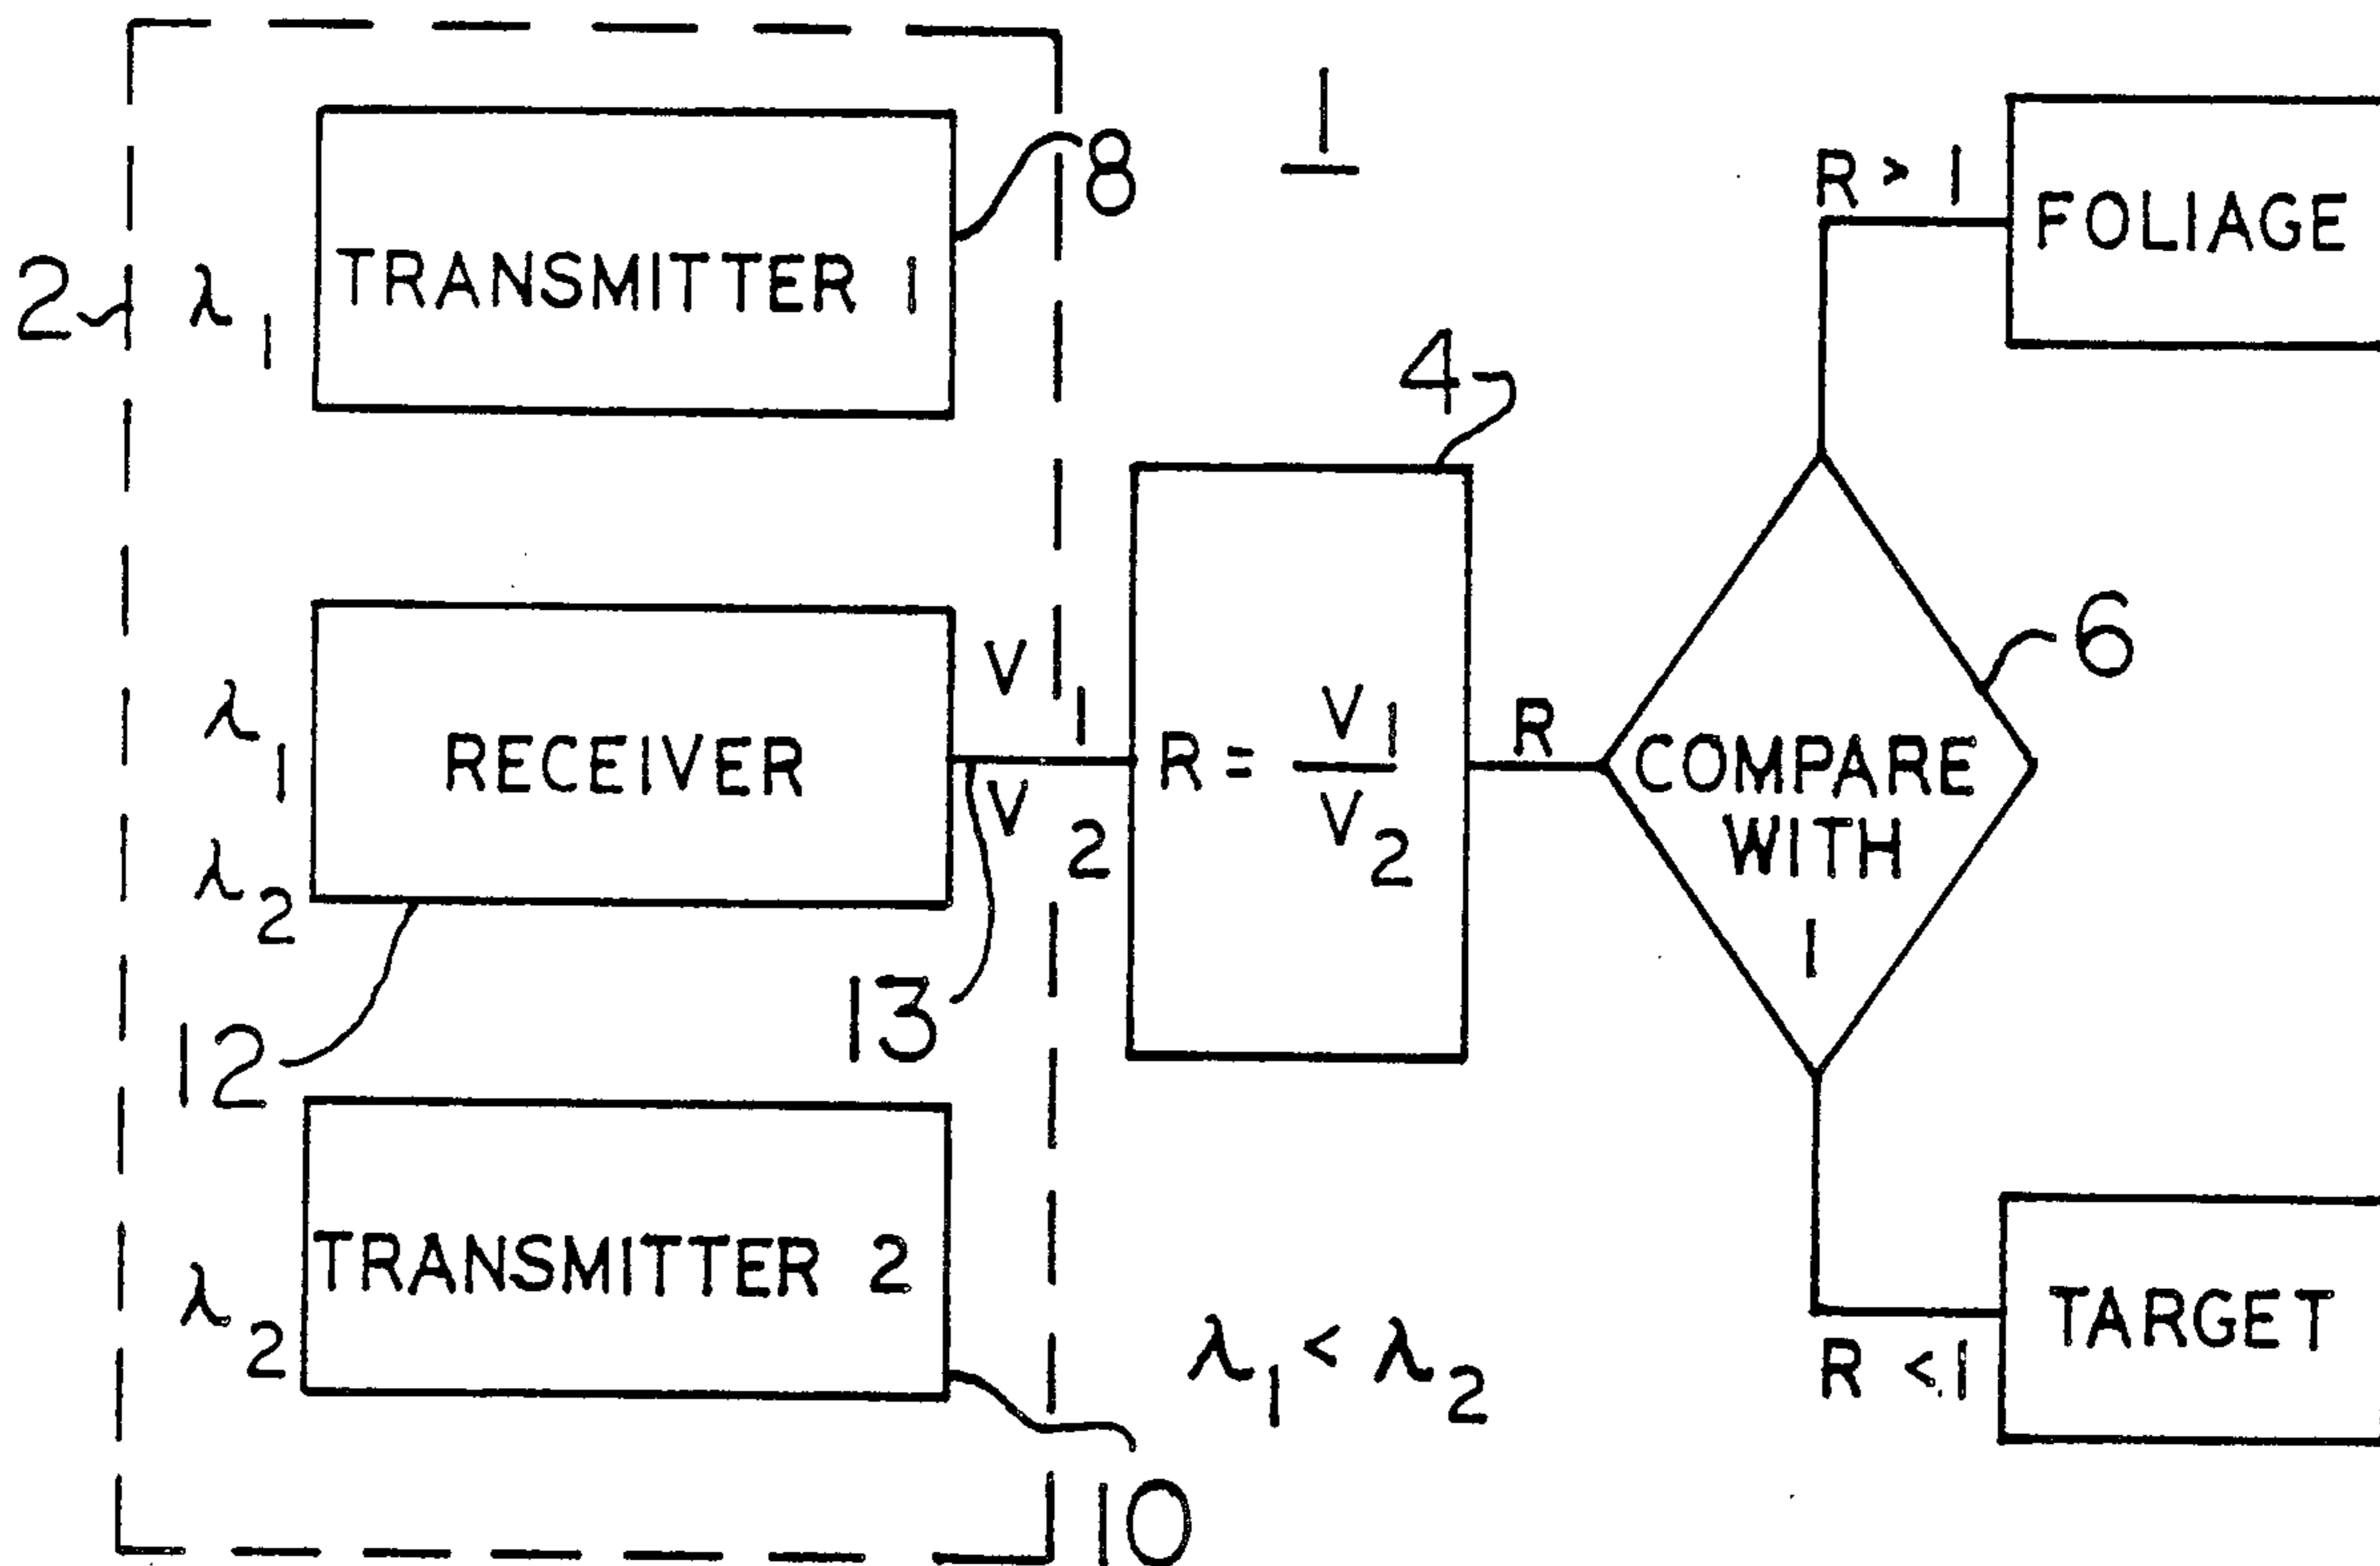 1
8
R > 1
FOLIAGE
2
λ1
TRANSMITTER 1
4
6
λ1
λ2
RECEIVER
V1
V2
R = V1
V2
R
COMPARE
WITH
1
12
13
λ2
TRANSMITTER 2
10
λ1 < λ2
TARGET
R < 1